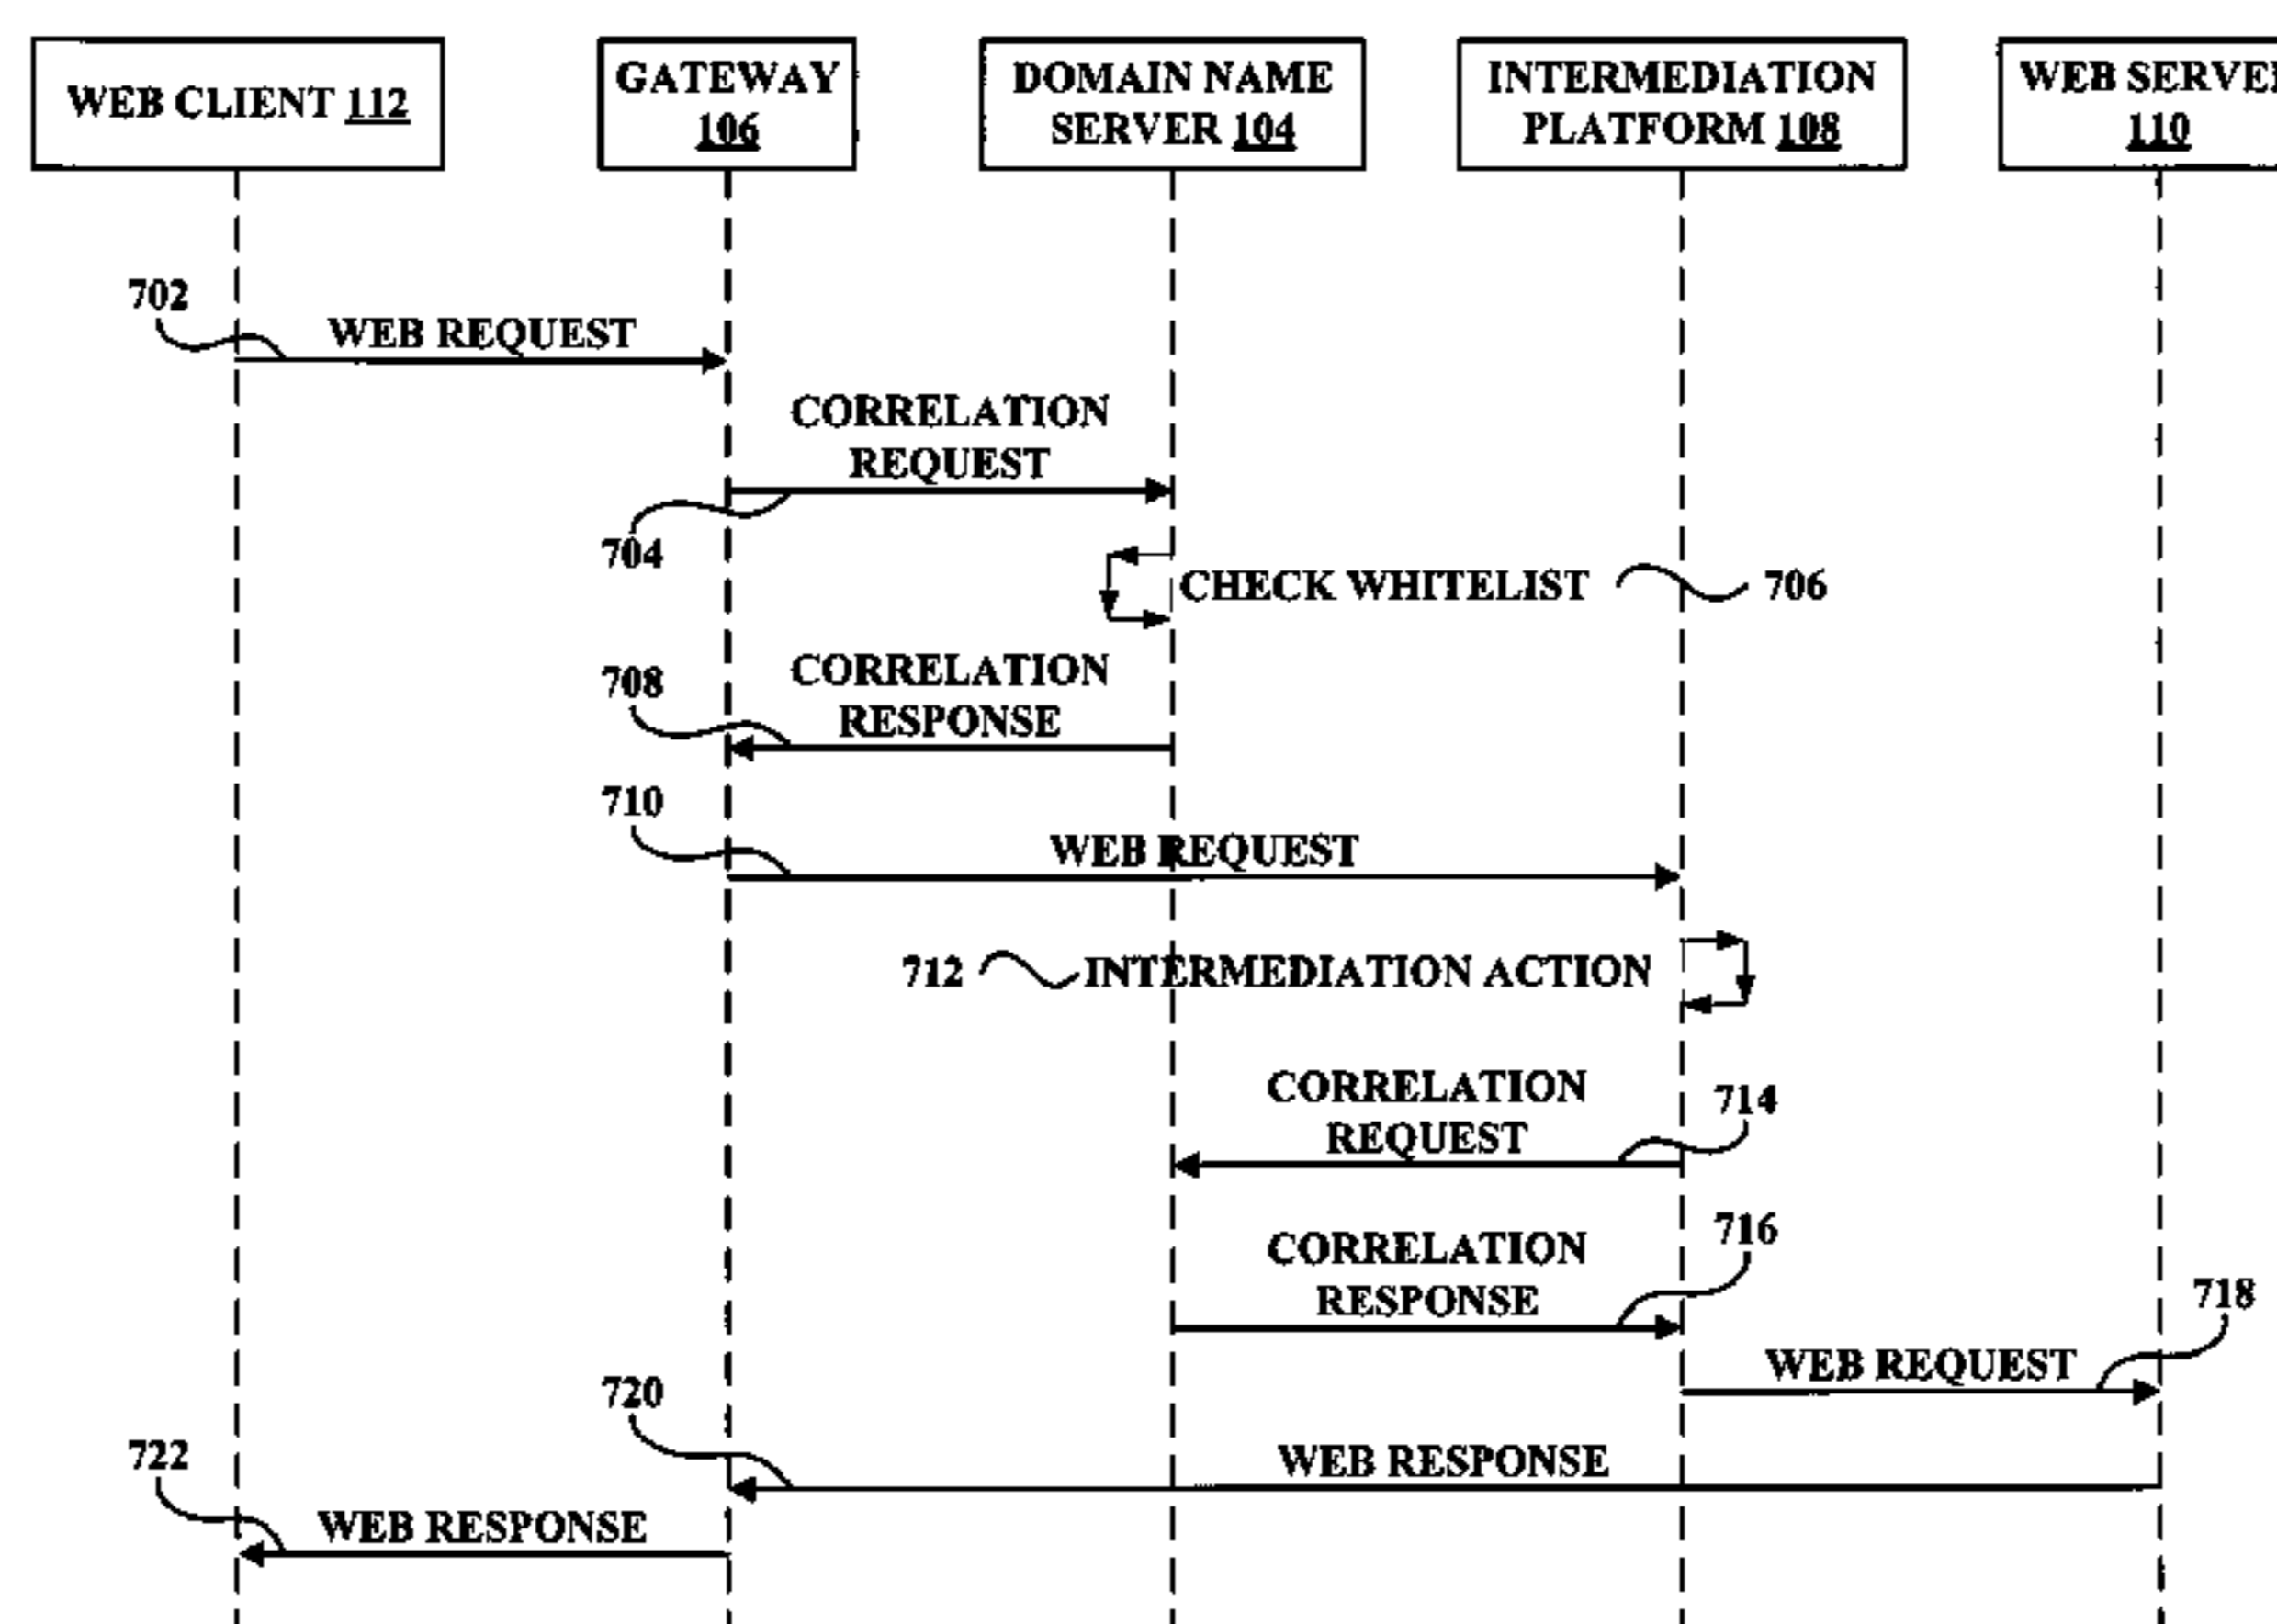 WEB CLIENT 112
GATEWAY
106
DOMAIN NAME
SERVER 104
INTERMEDIATION
PLATFORM 108
WEB SERVER
110
702
WEB REQUEST
CORRELATION
REQUEST
704
CHECK WHITELIST
706
708
CORRELATION
RESPONSE
710
WEB REQUEST
712
INTERMEDIATION ACTION
CORRELATION
REQUEST
714
CORRELATION
RESPONSE
716
718
WEB REQUEST
720
WEB RESPONSE
722
WEB RESPONSE